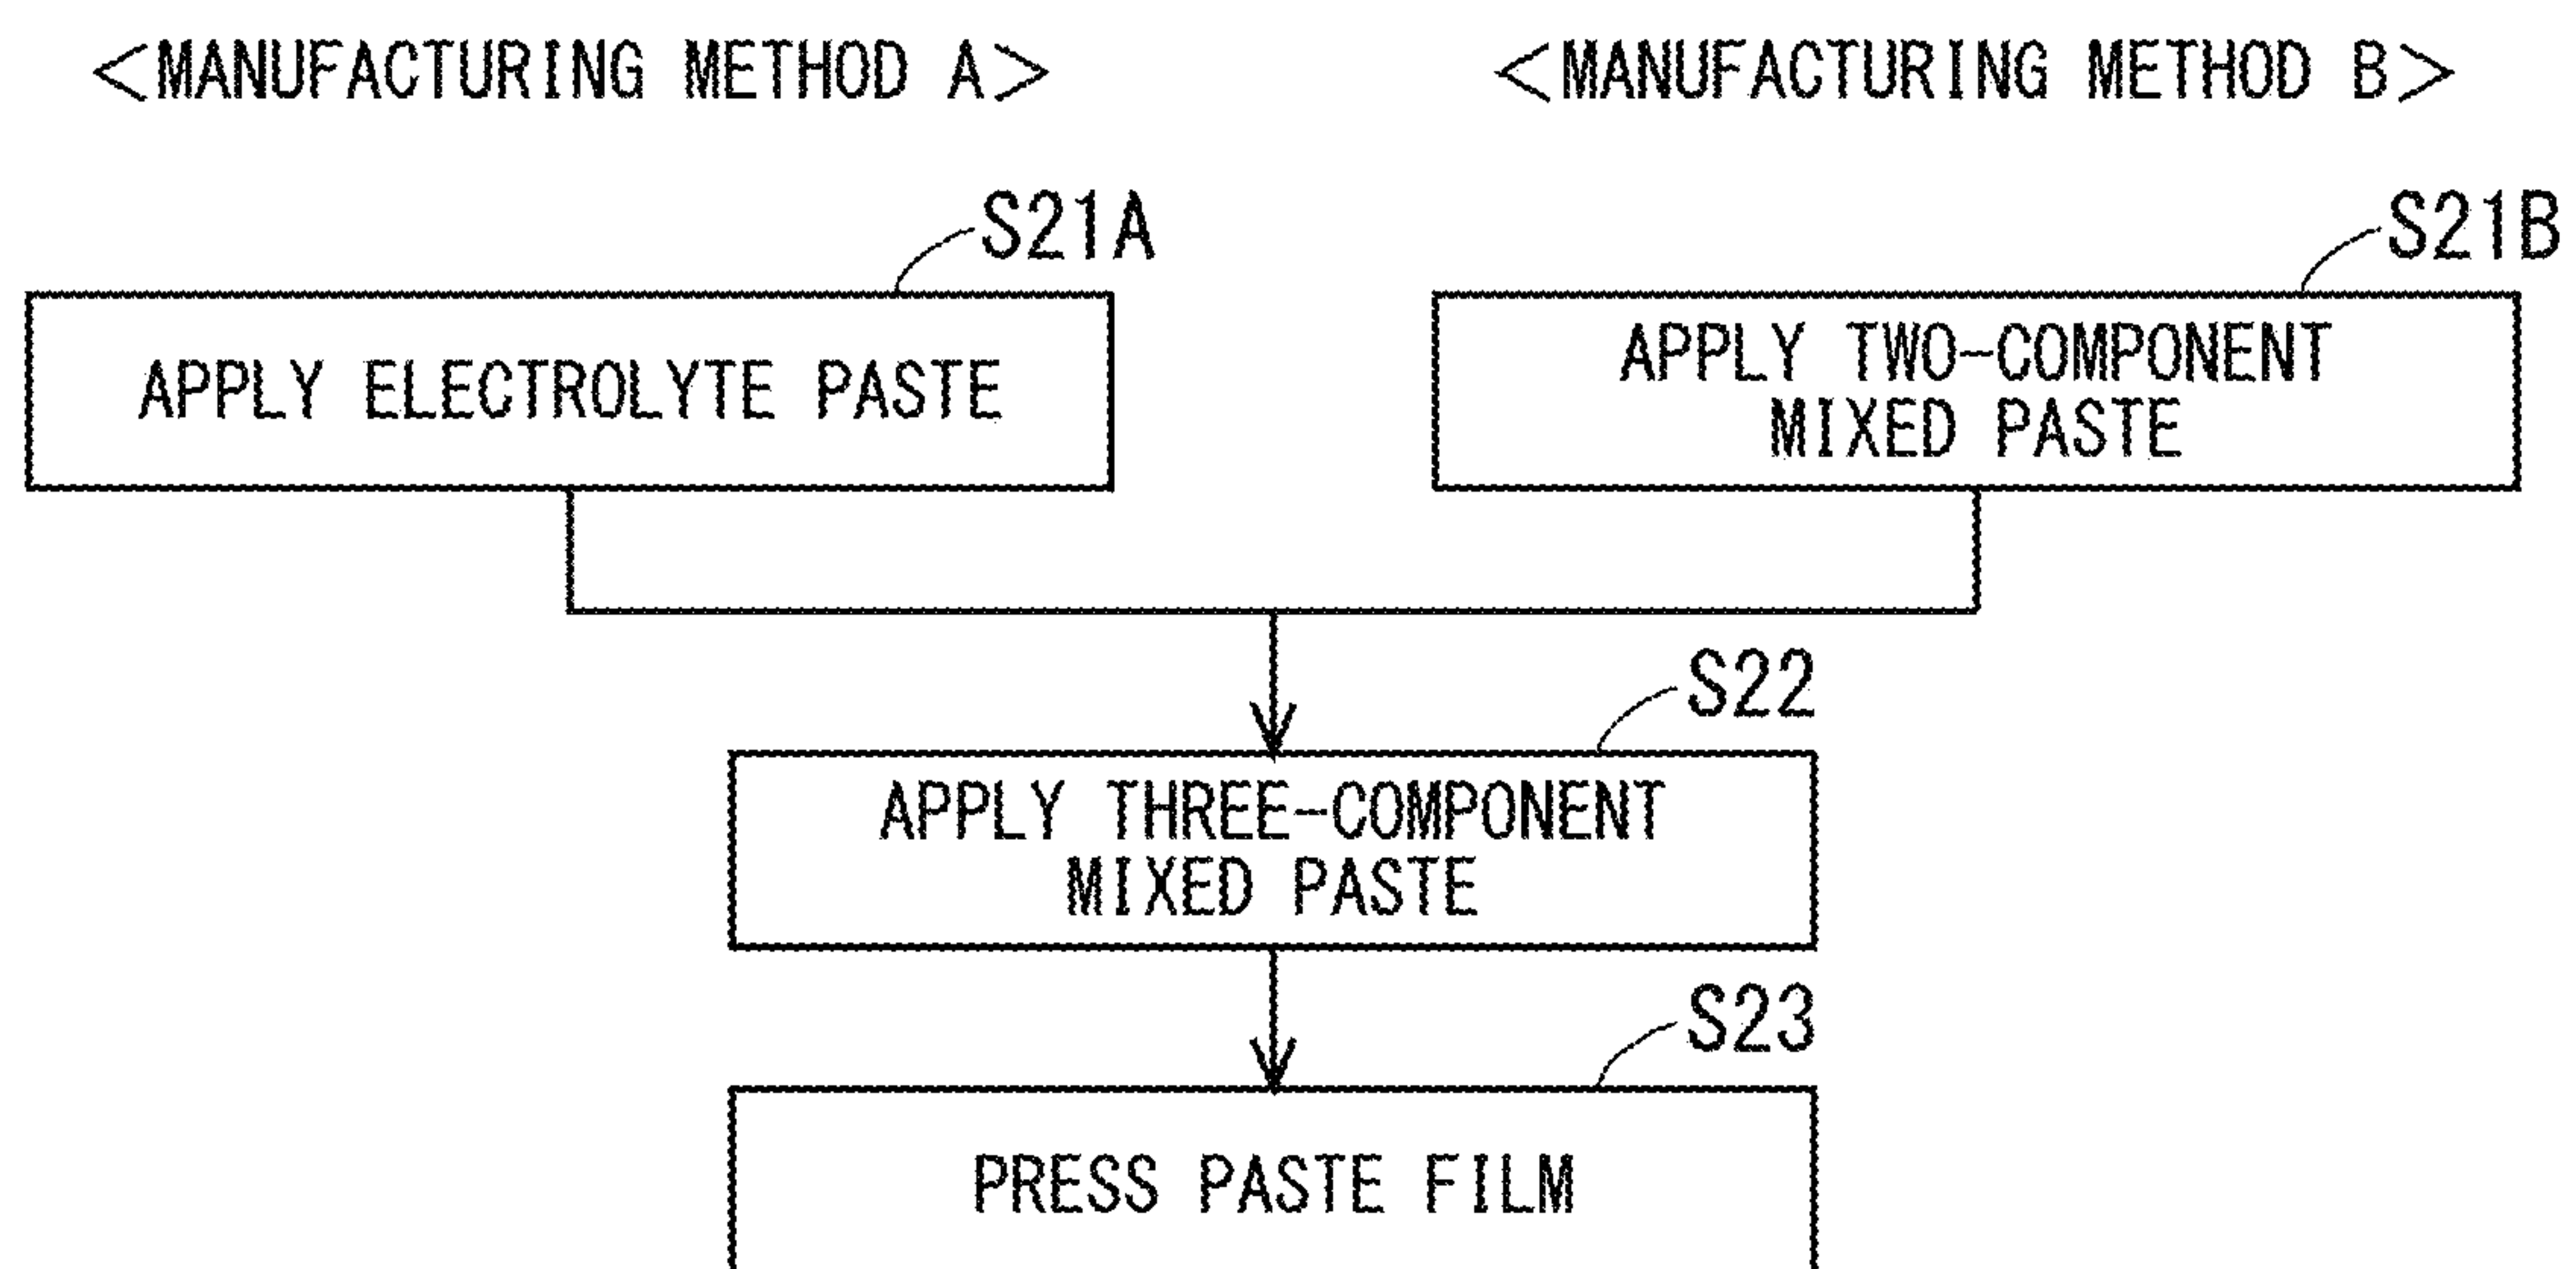 <MANUFACTURING METHOD A>
<MANUFACTURING METHOD B>
S21A
APPLY ELECTROLYTE PASTE
S21B
APPLY TWO-COMPONENT
MIXED PASTE
S22
APPLY THREE-COMPONENT
MIXED PASTE
S23
PRESS PASTE FILM